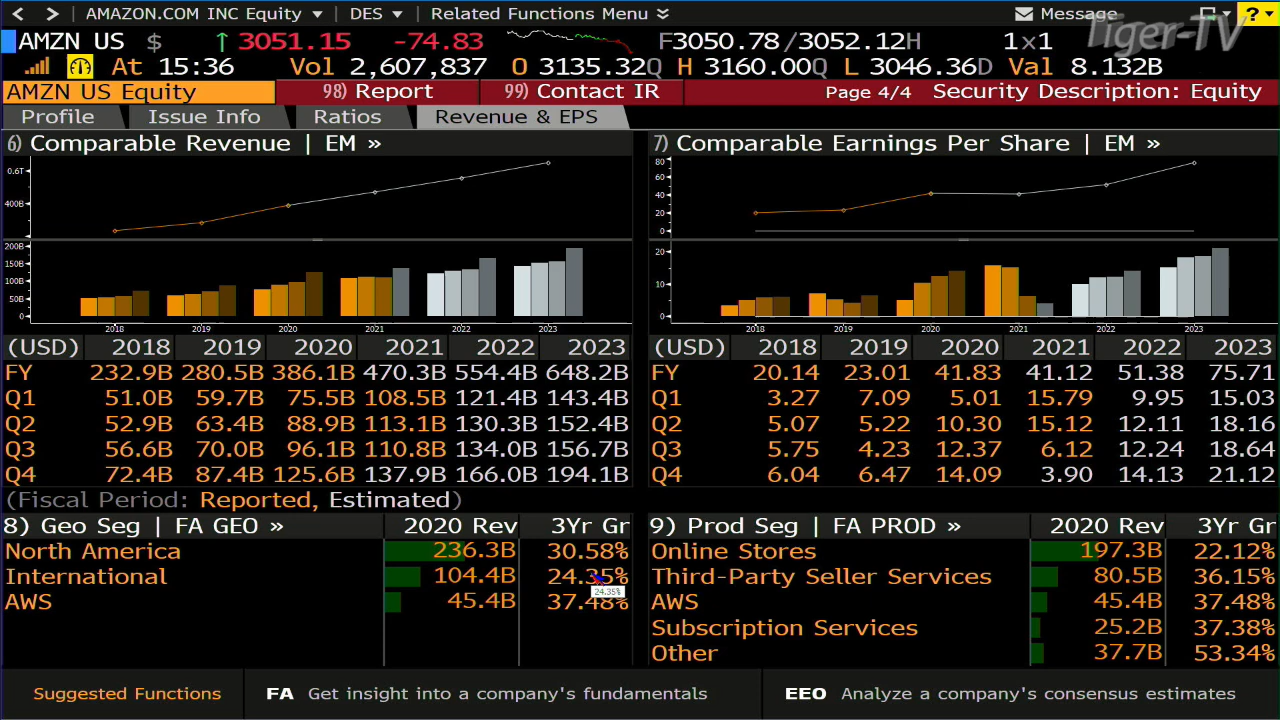 < > AMAZON.COM INC Equity DES Related Functions Menu Message ?
Tiger-TV
AMZN US $ ↑ 3051.15 -74.83 F3050.78/3052.12H 1×1
At 15:36 Vol 2,607,837 O 3135.32Q H 3160.00Q L 3046.36D Val 8.132B
AMZN US Equity 98) Report 99) Contact IR Page 4/4 Security Description: Equity
Profile Issue Info Ratios Revenue & EPS
6) Comparable Revenue | EM » 7) Comparable Earnings Per Share | EM »
0.6T
400B
80
60
40
20
0
200B
150B
100B
50B
0
20
10
0
2018 2019 2020 2021 2022 2023 2018 2019 2020 2021 2022 2023
(USD) 2018 2019 2020 2021 2022 2023 (USD) 2018 2019 2020 2021 2022 2023
FY 232.9B 280.5B 386.1B 470.3B 554.4B 648.2B FY 20.14 23.01 41.83 41.12 51.38 75.71
Q1 51.0B 59.7B 75.5B 108.5B 121.4B 143.4B Q1 3.27 7.09 5.01 15.79 9.95 15.03
Q2 52.9B 63.4B 88.9B 113.1B 130.3B 152.4B Q2 5.07 5.22 10.30 15.12 12.11 18.16
Q3 56.6B 70.0B 96.1B 110.8B 134.0B 156.7B Q3 5.75 4.23 12.37 6.12 12.24 18.64
Q4 72.4B 87.4B 125.6B 137.9B 166.0B 194.1B Q4 6.04 6.47 14.09 3.90 14.13 21.12
(Fiscal Period: Reported, Estimated)
8) Geo Seg | FA GEO » 2020 Rev 3Yr Gr 9) Prod Seg | FA PROD » 2020 Rev 3Yr Gr
North America 236.3B 30.58% Online Stores 197.3B 22.12%
International 104.4B 24.35% Third-Party Seller Services 80.5B 36.15%
24.35%
AWS 45.4B 37.48% AWS 45.4B 37.48%
Subscription Services 25.2B 37.38%
Other 37.7B 53.34%
Suggested Functions FA Get insight into a company's fundamentals EEO Analyze a company's consensus estimates